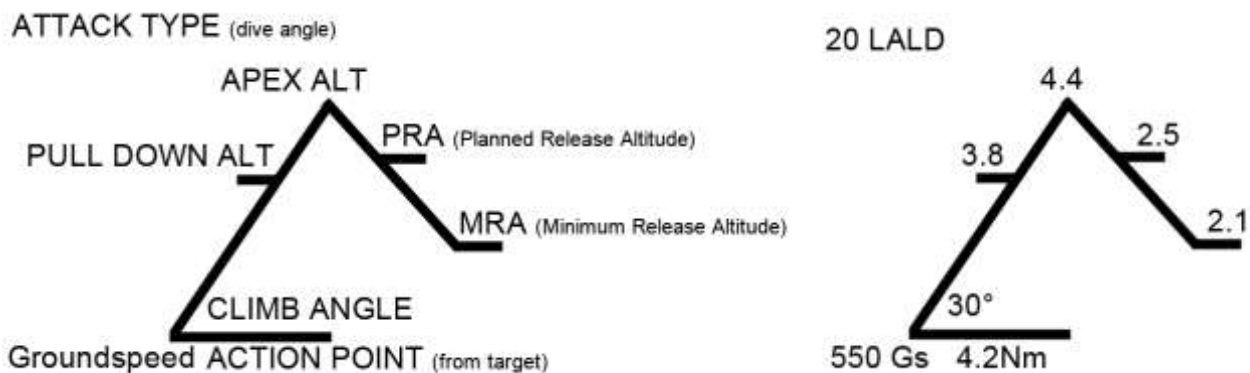 ATTACK TYPE (dive angle)
APEX ALT
PRA (Planned Release Altitude)
PULL DOWN ALT
MRA (Minimum Release Altitude)
CLIMB ANGLE
Groundspeed ACTION POINT (from target)
20 LALD
4.4
2.5
3.8
2.1
30°
550 Gs 4.2Nm